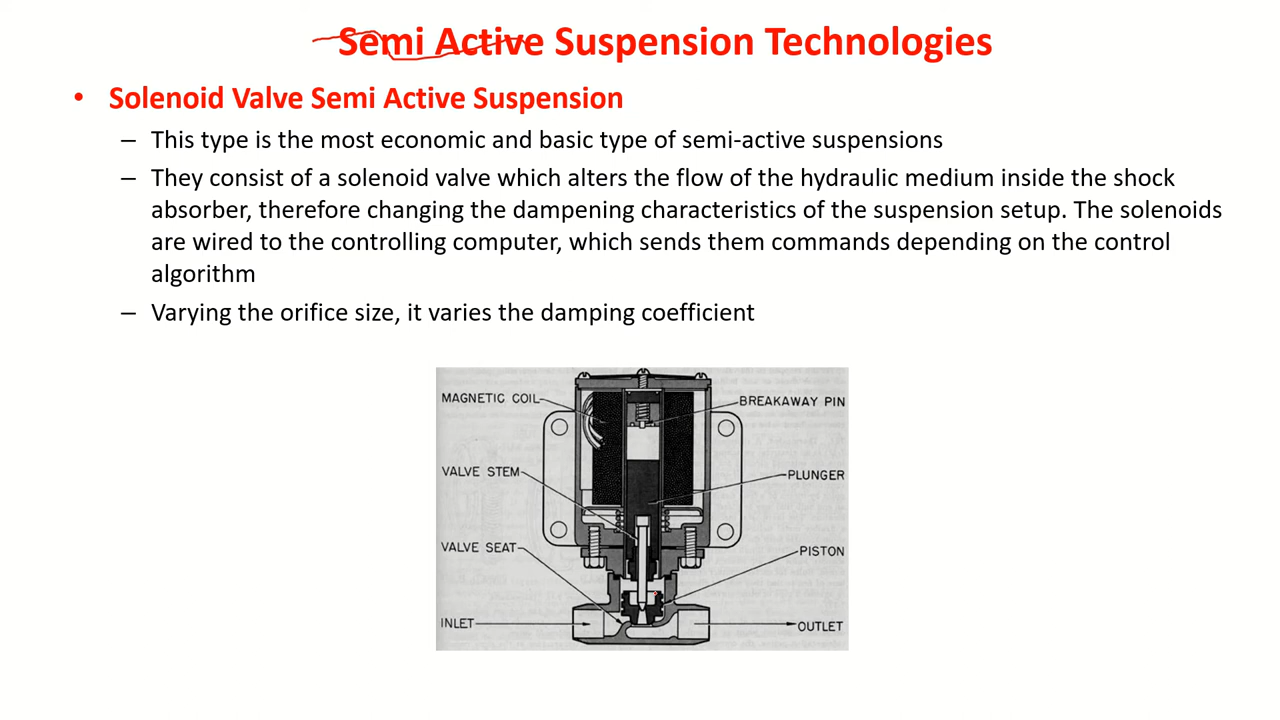 Semi Active Suspension Technologies
• Solenoid Valve Semi Active Suspension
– This type is the most economic and basic type of semi-active suspensions
– They consist of a solenoid valve which alters the flow of the hydraulic medium inside the shock
absorber, therefore changing the dampening characteristics of the suspension setup. The solenoids
are wired to the controlling computer, which sends them commands depending on the control
algorithm
– Varying the orifice size, it varies the damping coefficient
MAGNETIC COIL
BREAKAWAY PIN
VALVE STEM
PLUNGER
VALVE SEAT
PISTON
INLET
OUTLET